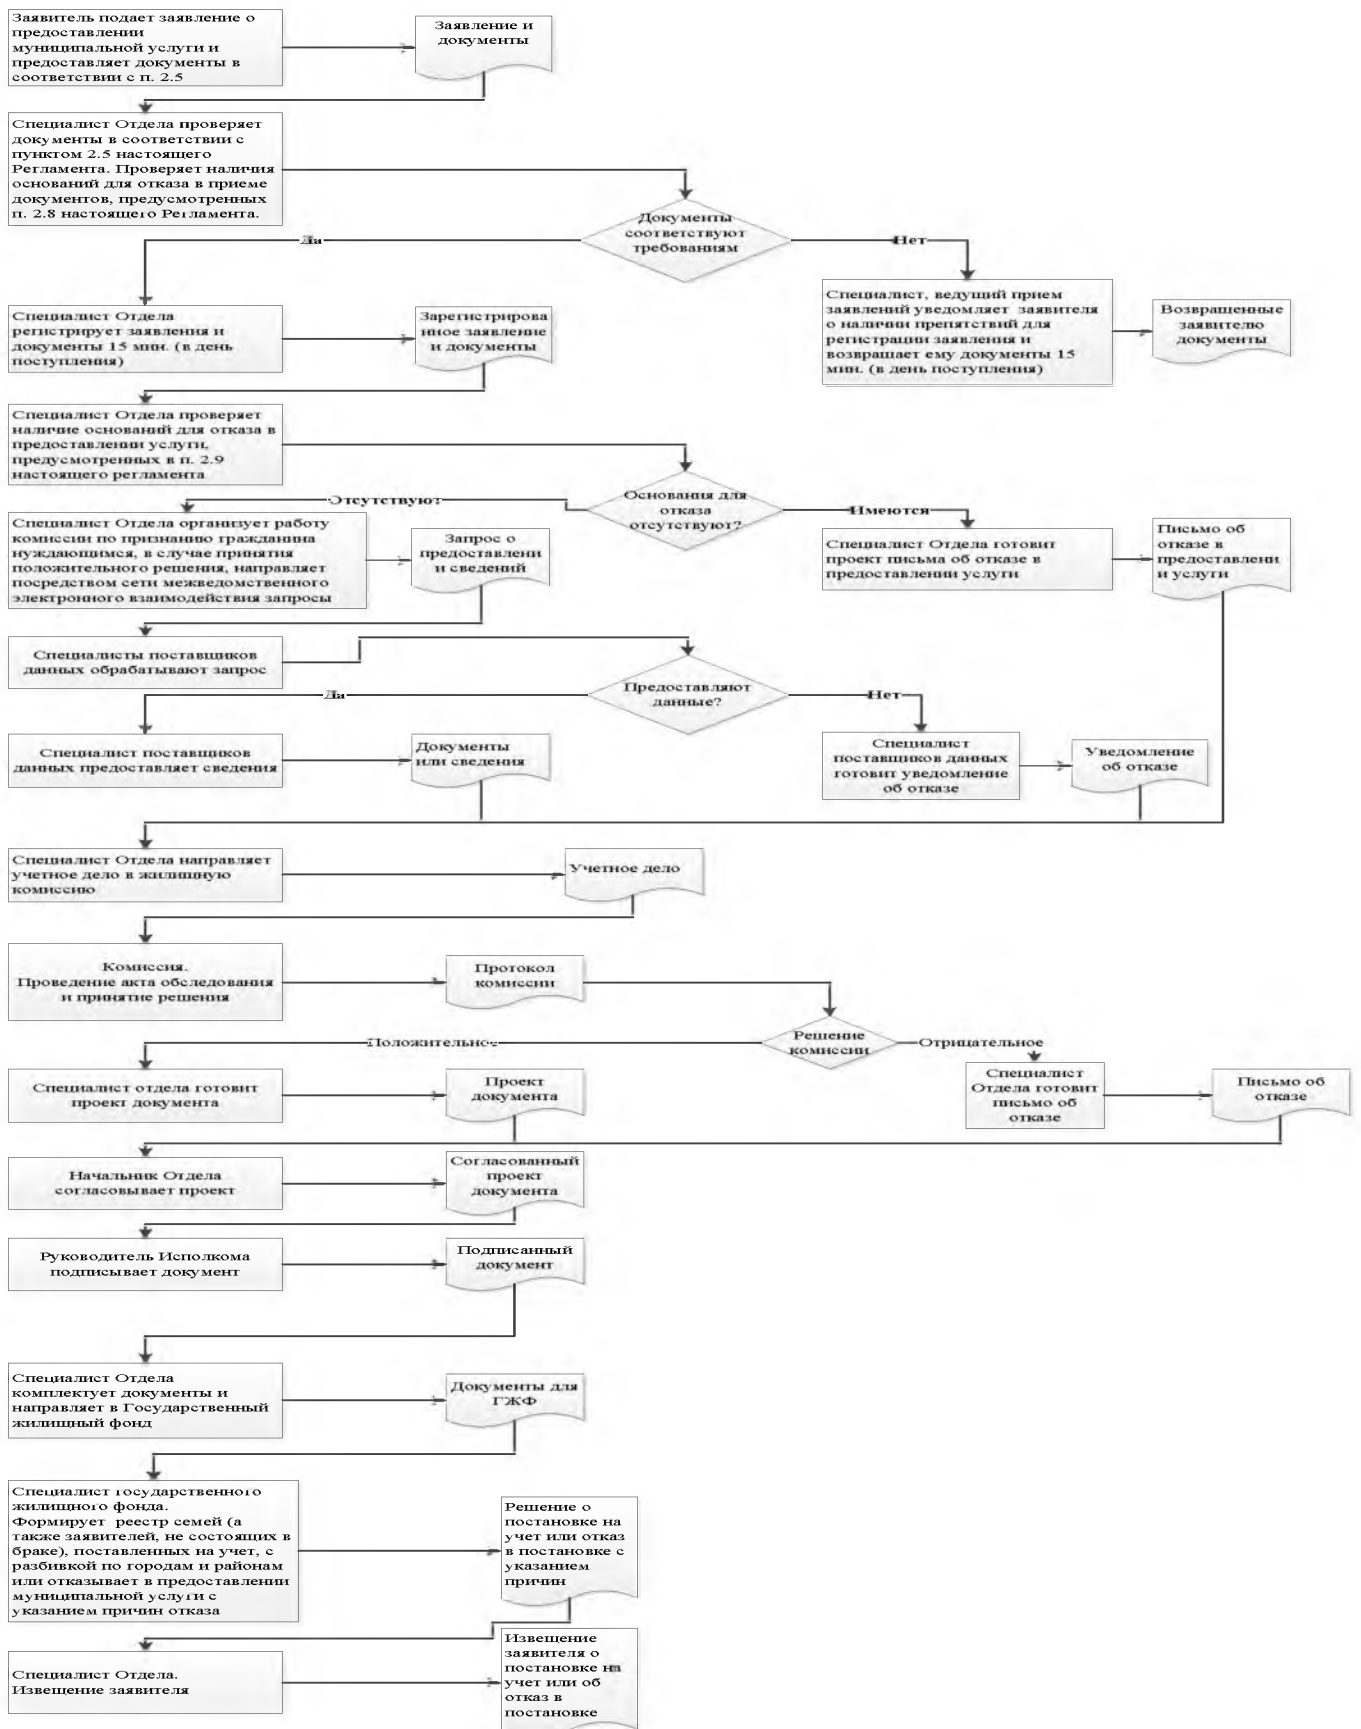 Заявитель подает заявление о
предоставлении
муниципальной услуги и
предоставляет документы в
соответствии с п. 2.5
Заявление и
документы
Специалист Отдела проверяет
документы в соответствии с
пунктом 2.5 настоящего
Регламента. Проверяет наличия
оснований для отказа в приеме
документов, предусмотренных
п. 2.8 настоящего Регламента.
Документы
соответствуют
требованиям
Да
Нет
Специалист Отдела
регистрирует заявления и
документы 15 мин. (в день
поступления)
Зарегистрирова
нное заявление
и документы
Специалист, ведущий прием
заявлений уведомляет заявителя
о наличии препятствий для
регистрации заявления и
возвращает ему документы 15
мин. (в день поступления)
Возвращенные
заявителю
документы
Специалист Отдела проверяет
наличие оснований для отказа в
предоставлении услуги,
предусмотренных в п. 2.9
настоящего регламента
Основания для
отказа
отсутствуют?
Отсутствуют?
Имеются
Специалист Отдела организует работу
комиссии по признанию гражданина
нуждающимся, в случае принятия
положительного решения, направляет
посредством сети межведомственного
электронного взаимодействия запросы
Запрос о
предоставлени
и сведений
Специалист Отдела готовит
проект письма об отказе в
предоставлении услуги
Письмо об
отказе в
предоставлени
и услуги
Специалисты поставщиков
данных обрабатывают запрос
Предоставляют
данные?
Да
Нет
Специалист поставщиков
данных предоставляет сведения
Документы
или сведения
Специалист
поставщиков данных
готовит уведомление
об отказе
Уведомление
об отказе
Специалист Отдела направляет
учетное дело в жилищную
комиссию
Учетное дело
Комиссия.
Проведение акта обследования
и принятие решения
Протокол
комиссии
Решение
комиссии
Положительное
Отрицательное
Специалист отдела готовит
проект документа
Проект
документа
Специалист
Отдела готовит
письмо об
отказе
Письмо об
отказе
Начальник Отдела
согласовывает проект
Согласованный
проект
документа
Руководитель Исполкома
подписывает документ
Подписанный
документ
Специалист Отдела
комплектует документы и
направляет в Государственный
жилищный фонд
Документы для
ГЖФ
Специалист государственного
жилищного фонда.
Формирует реестр семей (а
также заявителей, не состоящих в
браке), поставленных на учет, с
разбивкой по городам и районам
или отказывает в предоставлении
муниципальной услуги с
указанием причин отказа
Решение о
постановке на
учет или отказ
в постановке с
указанием
причин
Специалист Отдела.
Извещение заявителя
Извещение
заявителя о
постановке на
учет или об
отказ в
постановке